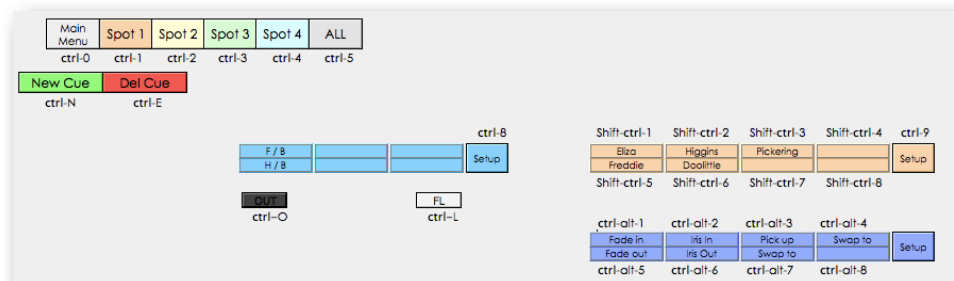 Main Menu Spot 1 Spot 2 Spot 3 Spot 4 ALL
ctrl-0 ctrl-1 ctrl-2 ctrl-3 ctrl-4 ctrl-5
New Cue Del Cue
ctrl-N ctrl-E
ctrl-8 Shift-ctrl-1 Shift-ctrl-2 Shift-ctrl-3 Shift-ctrl-4 ctrl-9
F / B Setup Eliza Higgins Pickering Setup
H / B Freddie Doolittle
Shift-ctrl-5 Shift-ctrl-6 Shift-ctrl-7 Shift-ctrl-8
OUT FL
ctrl-O ctrl-L
ctrl-alt-1 ctrl-alt-2 ctrl-alt-3 ctrl-alt-4
Fade in Iris In Pick up Swap to Setup
Fade out Iris Out Swap to
ctrl-alt-5 ctrl-alt-6 ctrl-alt-7 ctrl-alt-8